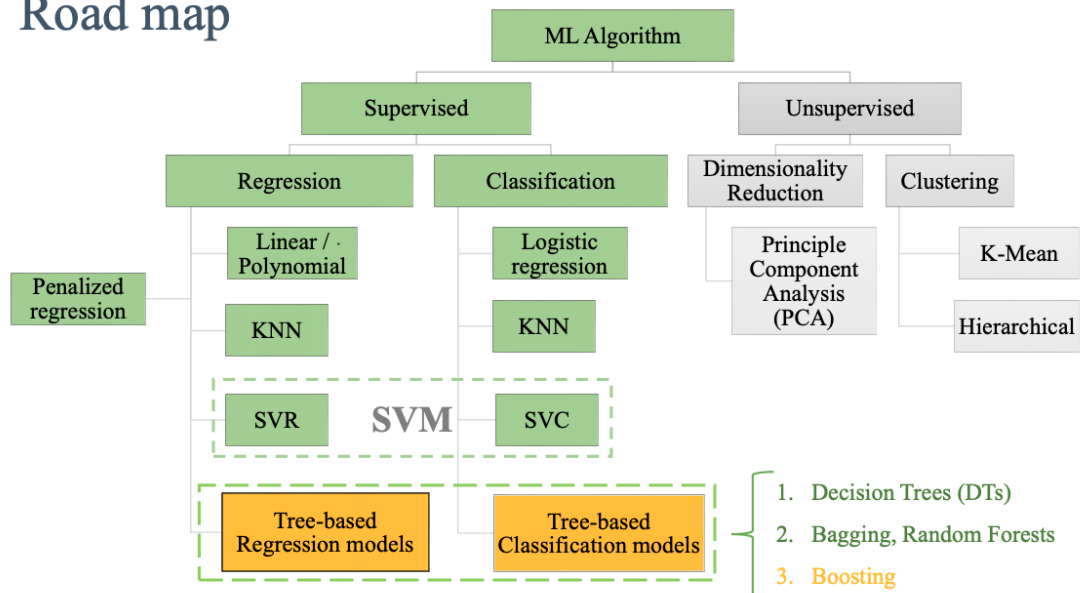 Road map
ML Algorithm
Supervised
Unsupervised
Regression
Classification
Dimensionality
Reduction
Clustering
Linear /
Polynomial
Logistic
regression
Principle
Component
Analysis
(PCA)
K-Mean
Penalized
regression
KNN
KNN
Hierarchical
SVR
SVM
SVC
Tree-based
Regression models
Tree-based
Classification models
1. Decision Trees (DTs)
2. Bagging, Random Forests
3. Boosting